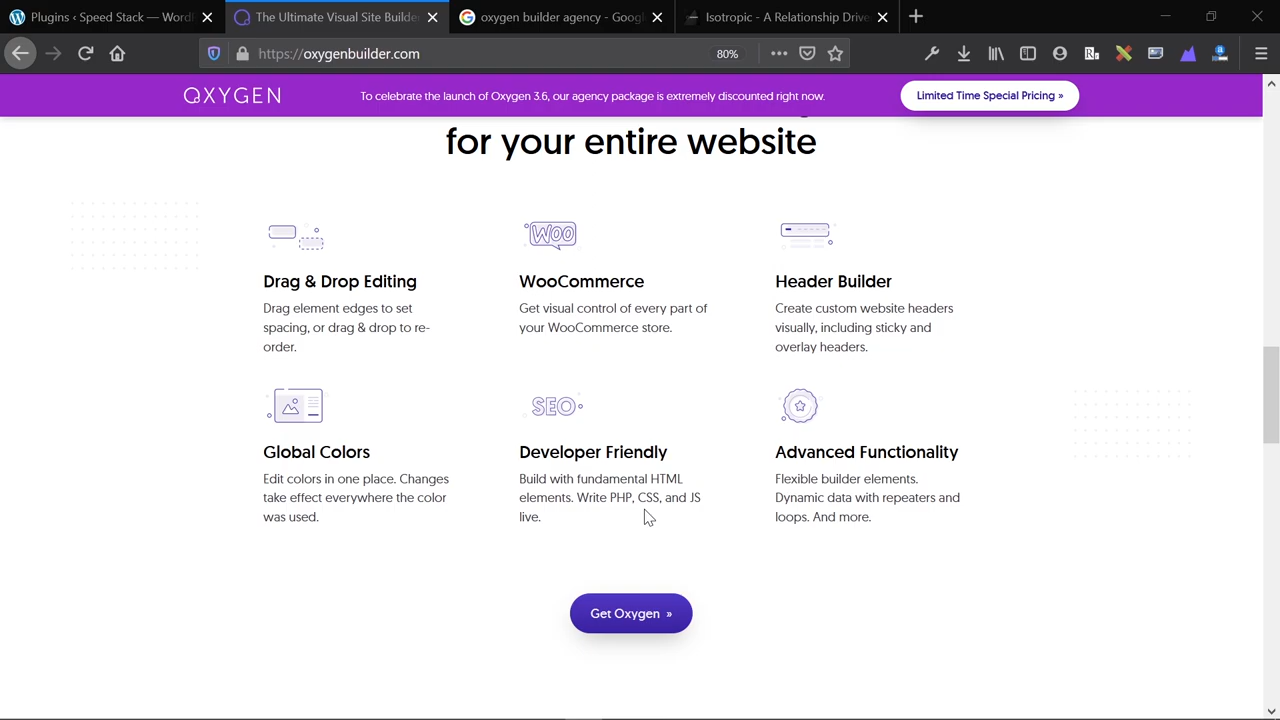 Plugins ‹ Speed Stack — WordP
The Ultimate Visual Site Builder
oxygen builder agency - Google
Isotropic - A Relationship Drive
https://oxygenbuilder.com
80%
OXYGEN
To celebrate the launch of Oxygen 3.6, our agency package is extremely discounted right now.
Limited Time Special Pricing »
for your entire website
WOO
Drag & Drop Editing
Drag element edges to set
spacing, or drag & drop to re-
order.
WooCommerce
Get visual control of every part of
your WooCommerce store.
Header Builder
Create custom website headers
visually, including sticky and
overlay headers.
Global Colors
Edit colors in one place. Changes
take effect everywhere the color
was used.
SEO
Developer Friendly
Build with fundamental HTML
elements. Write PHP, CSS, and JS
live.
Advanced Functionality
Flexible builder elements.
Dynamic data with repeaters and
loops. And more.
Get Oxygen »